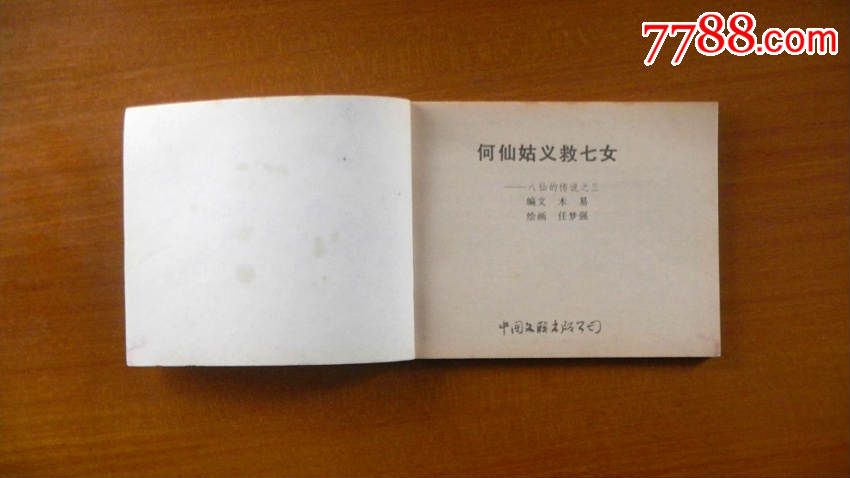 7788.com
何仙姑义救七女
——八仙的传说之三
编文 木 易
绘画 任梦强
中国文联出版公司